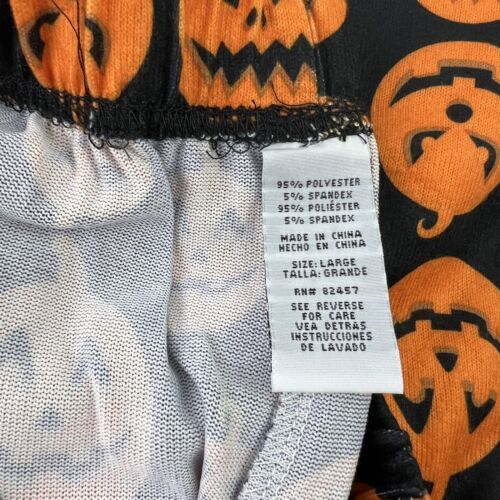 95% POLYESTER
5% SPANDEX
95% POLIÉSTER
5% SPANDEX
MADE IN CHINA
HECHO EN CHINA
SIZE: LARGE
TALLA: GRANDE
RN# 82457
SEE REVERSE
FOR CARE
VEA DETRAS
INSTRUCCIONES
DE LAVADO